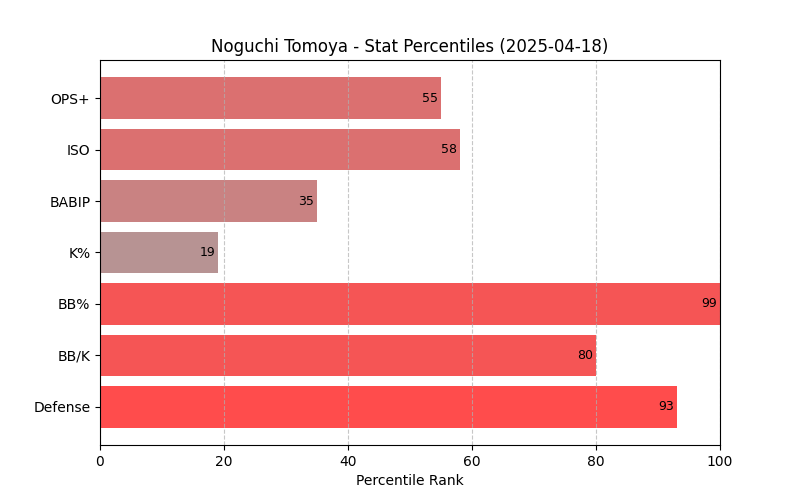 Noguchi Tomoya - Stat Percentiles (2025-04-18)
OPS+ 55
ISO 58
BABIP 35
K% 19
BB% 99
BB/K 80
Defense 93
0 20 40 60 80 100
Percentile Rank